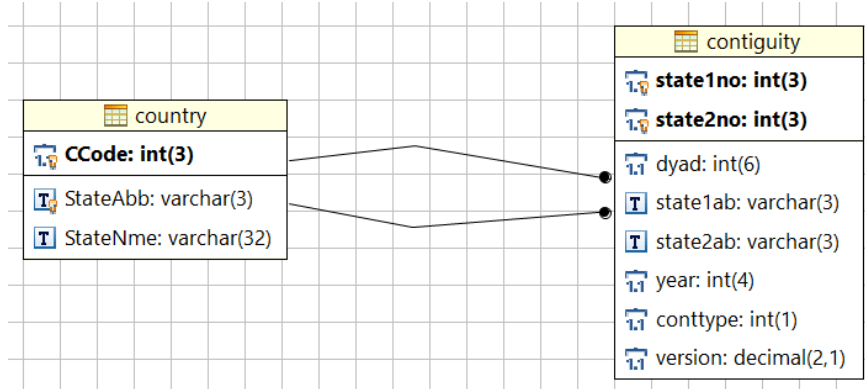 country
CCode: int(3)
StateAbb: varchar(3)
StateNme: varchar(32)
contiguity
state1no: int(3)
state2no: int(3)
dyad: int(6)
state1ab: varchar(3)
state2ab: varchar(3)
year: int(4)
conttype: int(1)
version: decimal(2,1)